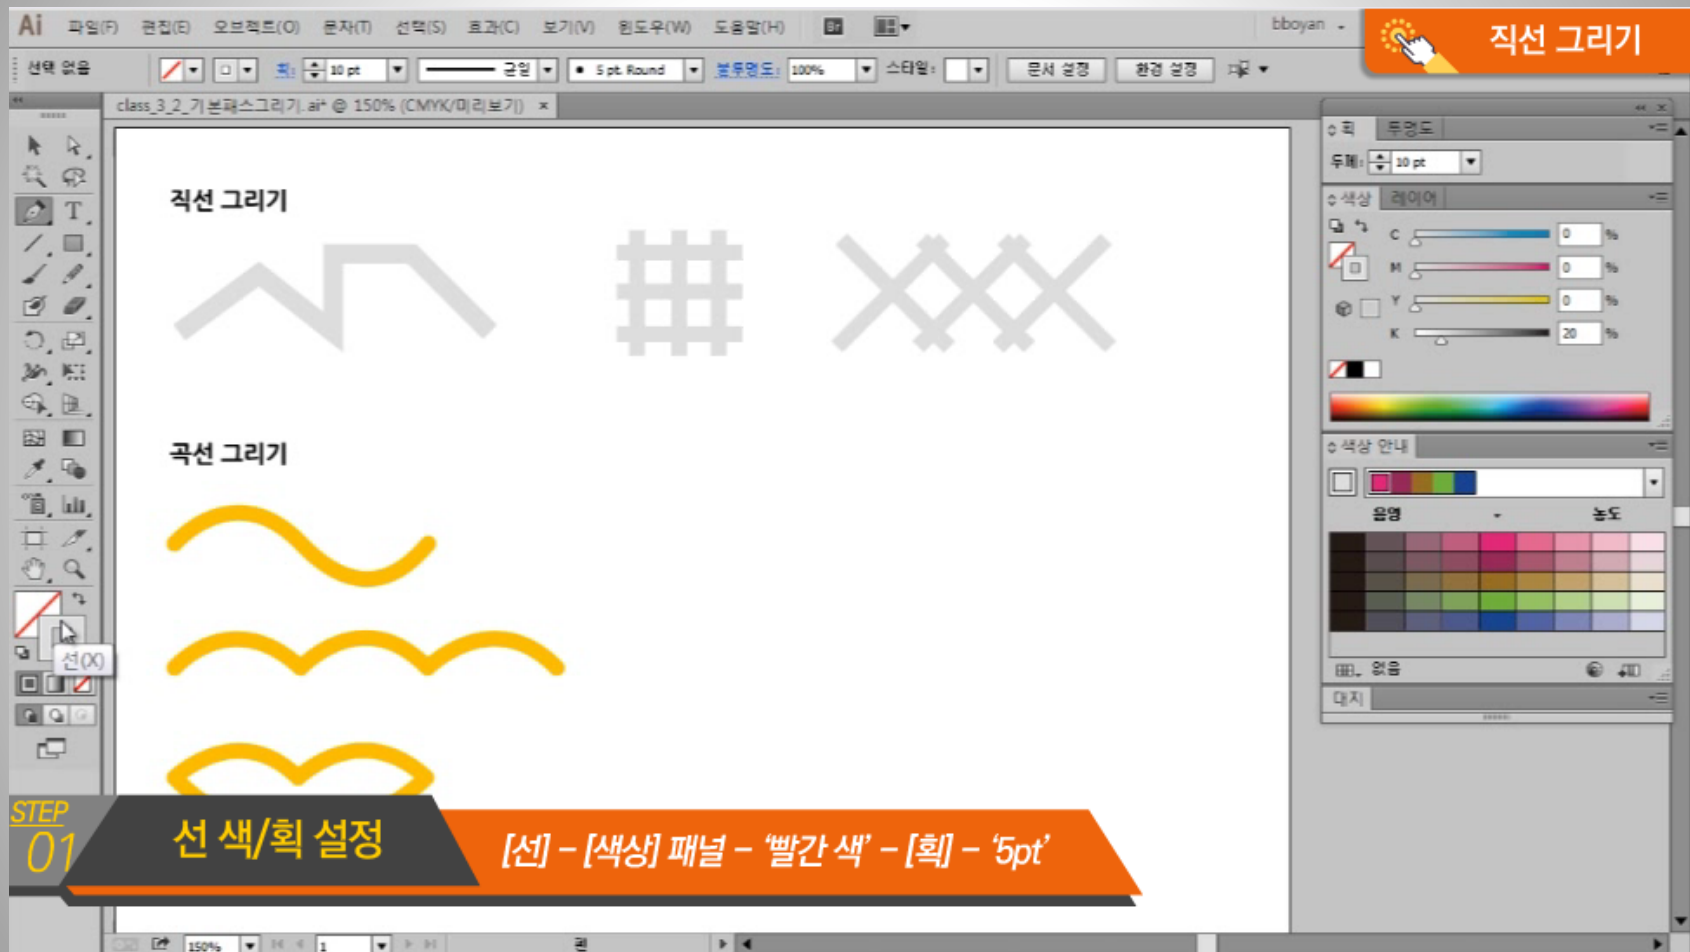 Ai 파일(F) 편집(E) 오브젝트(O) 문자(T) 선택(S) 효과(C) 보기(V) 윈도우(W) 도움말(H) Br bboyan
직선 그리기
선택 없음 획: 10 pt 균일 5 pt. Round 불투명도: 100% 스타일: 문서 설정 환경 설정
class_3_2_기본패스그리기.ai* @ 150% (CMYK/미리보기) ×
획 투명도
두께: 10 pt
색상 레이어
C 0 %
M 0 %
Y 0 %
K 20 %
색상 안내
음영 농도
없음
대지
직선 그리기
곡선 그리기
T
선(X)
STEP
01
선 색/획 설정
[선] – [색상] 패널 – ‘빨간 색’ – [획] – ‘5pt’
150% 1 펜